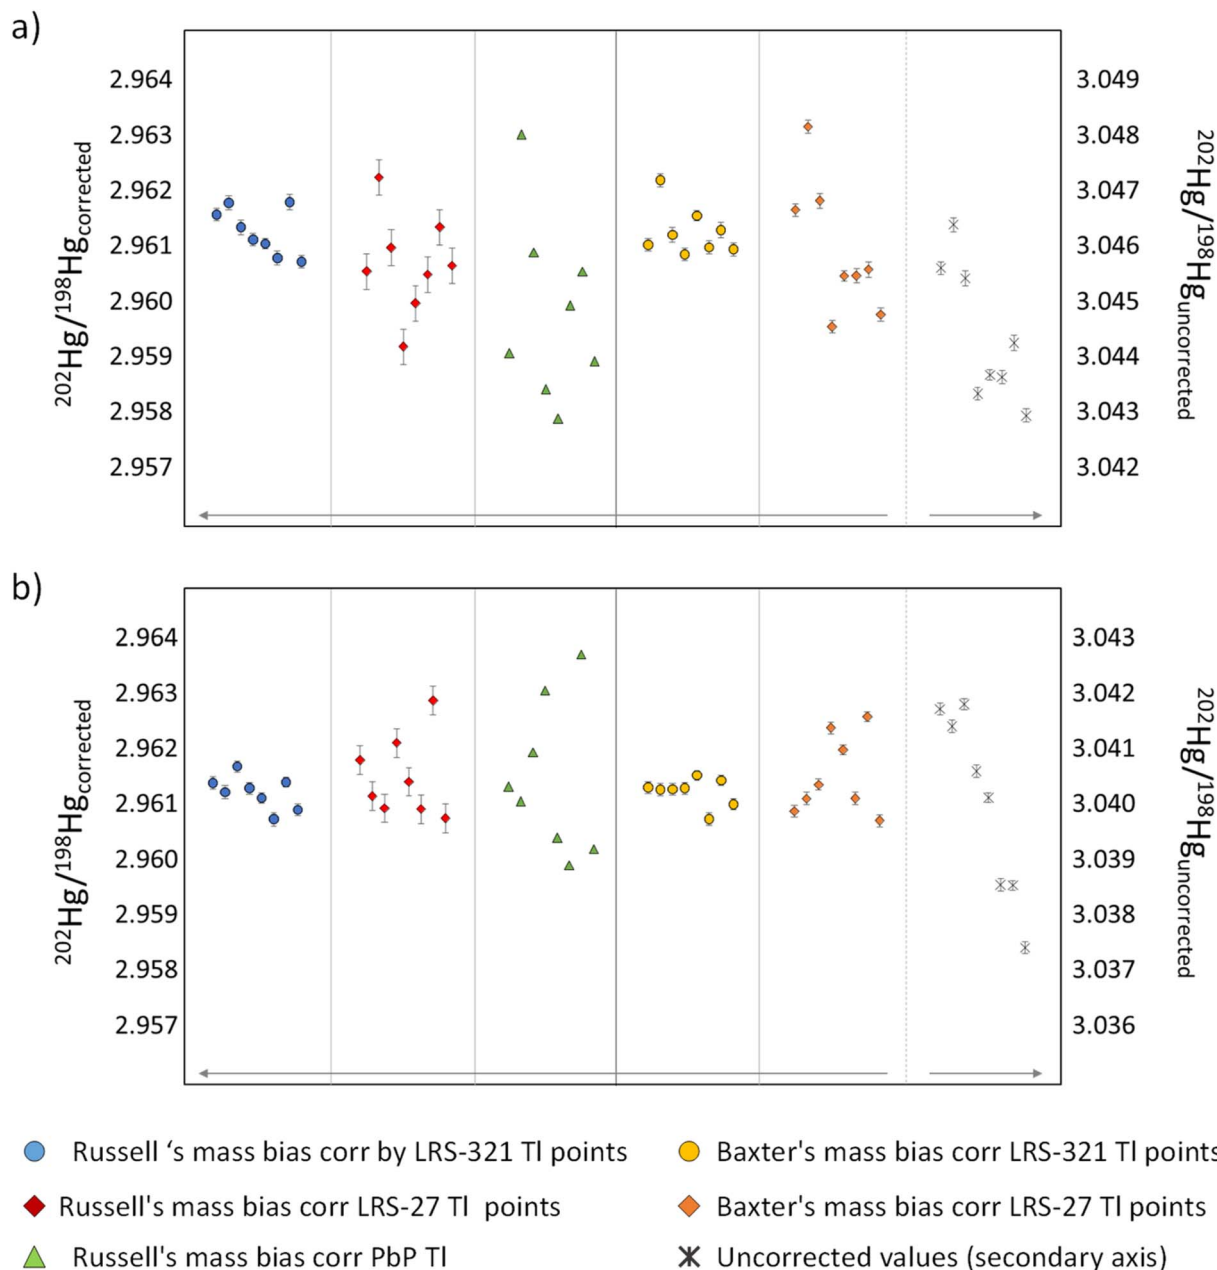 a)
2.964
2.963
2.962
2.961
2.960
2.959
2.958
2.957
202Hg/198Hgcorrected
3.049
3.048
3.047
3.046
3.045
3.044
3.043
3.042
202Hg/198Hguncorrected
b)
2.964
2.963
2.962
2.961
2.960
2.959
2.958
2.957
202Hg/198Hgcorrected
3.043
3.042
3.041
3.040
3.039
3.038
3.037
3.036
202Hg/198Hguncorrected
Russell ‘s mass bias corr by LRS-321 Tl points
Baxter's mass bias corr LRS-321 Tl points
Russell's mass bias corr LRS-27 Tl points
Baxter's mass bias corr LRS-27 Tl points
Russell's mass bias corr PbP Tl
Uncorrected values (secondary axis)